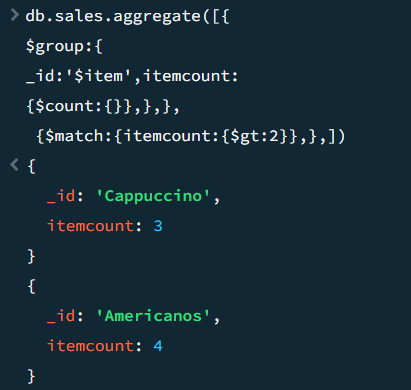 > db.sales.aggregate([{
$group:{
_id:'$item',itemcount:
{$count:{}},},},
{$match:{itemcount:{$gt:2}},},])
< {
_id: 'Cappuccino',
itemcount: 3
}
{
_id: 'Americanos',
itemcount: 4
}